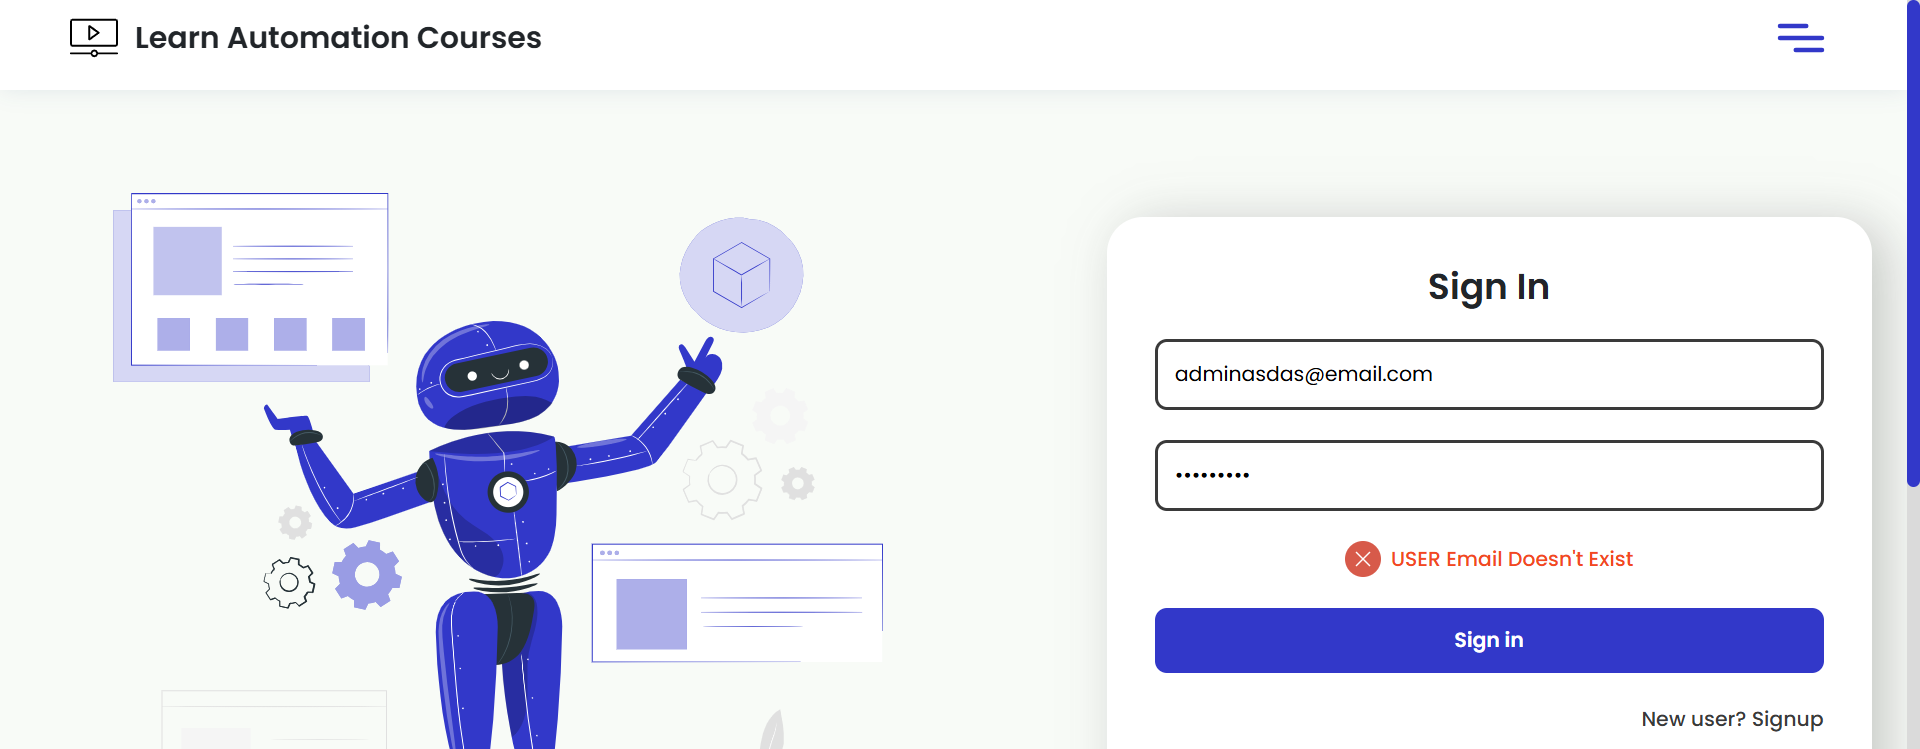 Learn Automation Courses
Sign In
adminasdas@email.com
•••••••••
USER Email Doesn't Exist
Sign in
New user? Signup